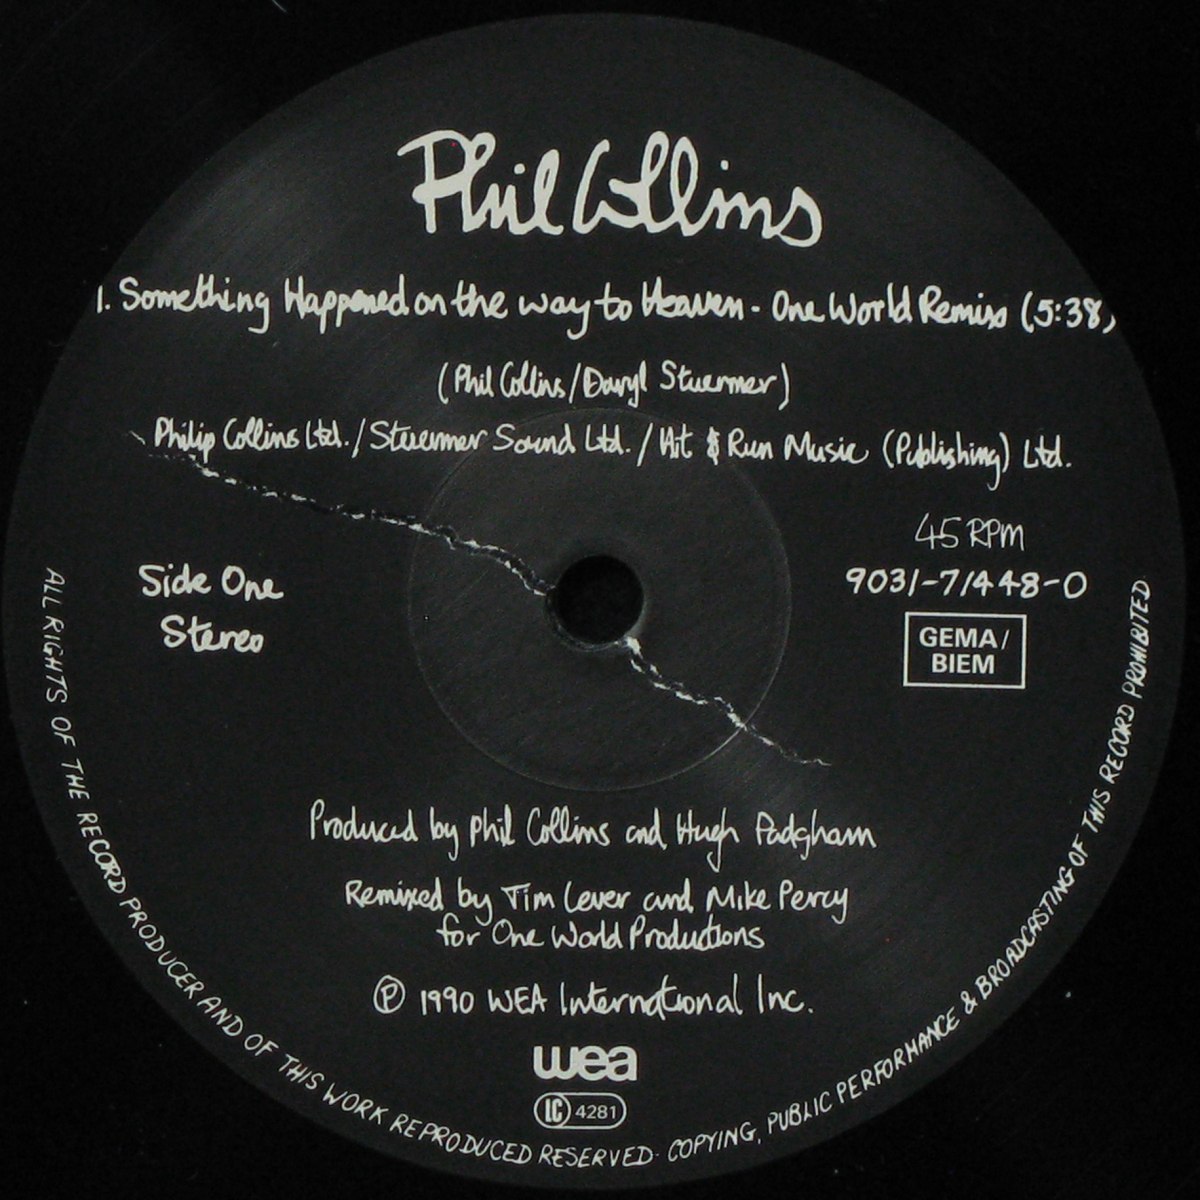 Phil Collins
1. Something Happened on the way to Heaven - One World Remix (5:38)
(Phil Collins/Daryl Stuermer)
Philip Collins Ltd./Stuermer Sound Ltd./Hit & Run Music (Publishing) Ltd.
45 RPM
Side One
9031-71448-0
Stereo
GEMA/
BIEM
Produced by Phil Collins and Hugh Padgham
Remixed by Tim Lever and Mike Percy
for One World Productions
℗ 1990 WEA International Inc.
wea
LC 4281
ALL RIGHTS OF THE RECORD PRODUCER AND OF THIS WORK REPRODUCED RESERVED· COPYING, PUBLIC PERFORMANCE & BROADCASTING OF THIS RECORD PROHIBITED